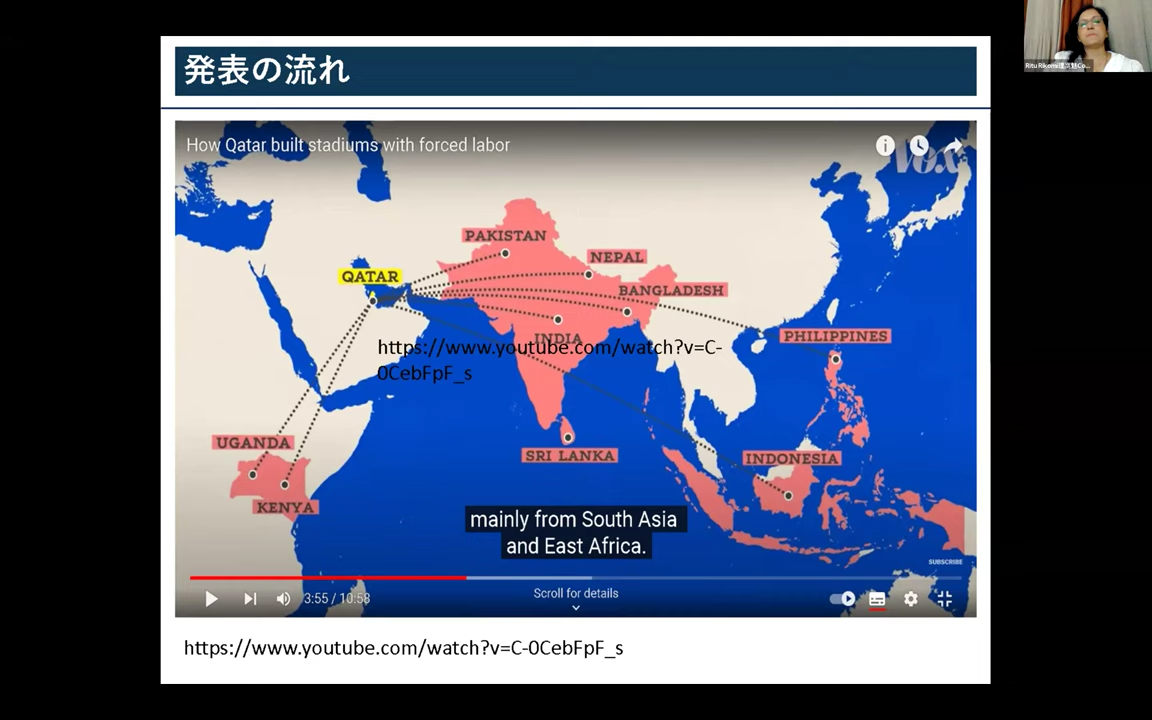 発表の流れ
How Qatar built stadiums with forced labor
Vox
PAKISTAN
NEPAL
QATAR
BANGLADESH
INDIA
https://www.youtube.com/watch?v=C-
0CebFpF_s
PHILIPPINES
UGANDA
SRI LANKA
INDONESIA
KENYA
mainly from South Asia
and East Africa.
SUBSCRIBE
3:55 / 10:58
Scroll for details
https://www.youtube.com/watch?v=C-0CebFpF_s